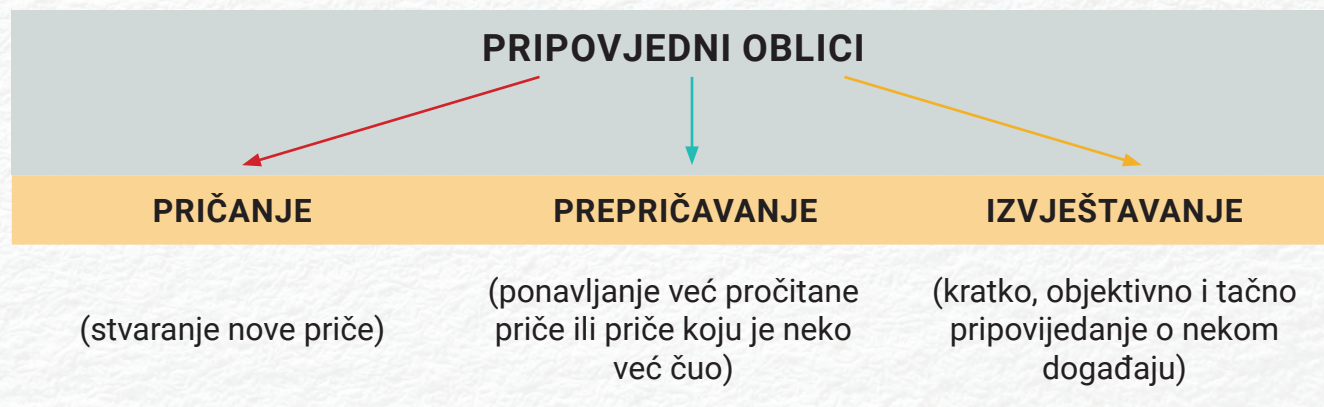 PRIPOVJEDNI OBLICI
PRIČANJE
PREPRIČAVANJE
IZVJEŠTAVANJE
(stvaranje nove priče)
(ponavljanje već pročitane
priče ili priče koju je neko
već čuo)
(kratko, objektivno i tačno
pripovijedanje o nekom
događaju)